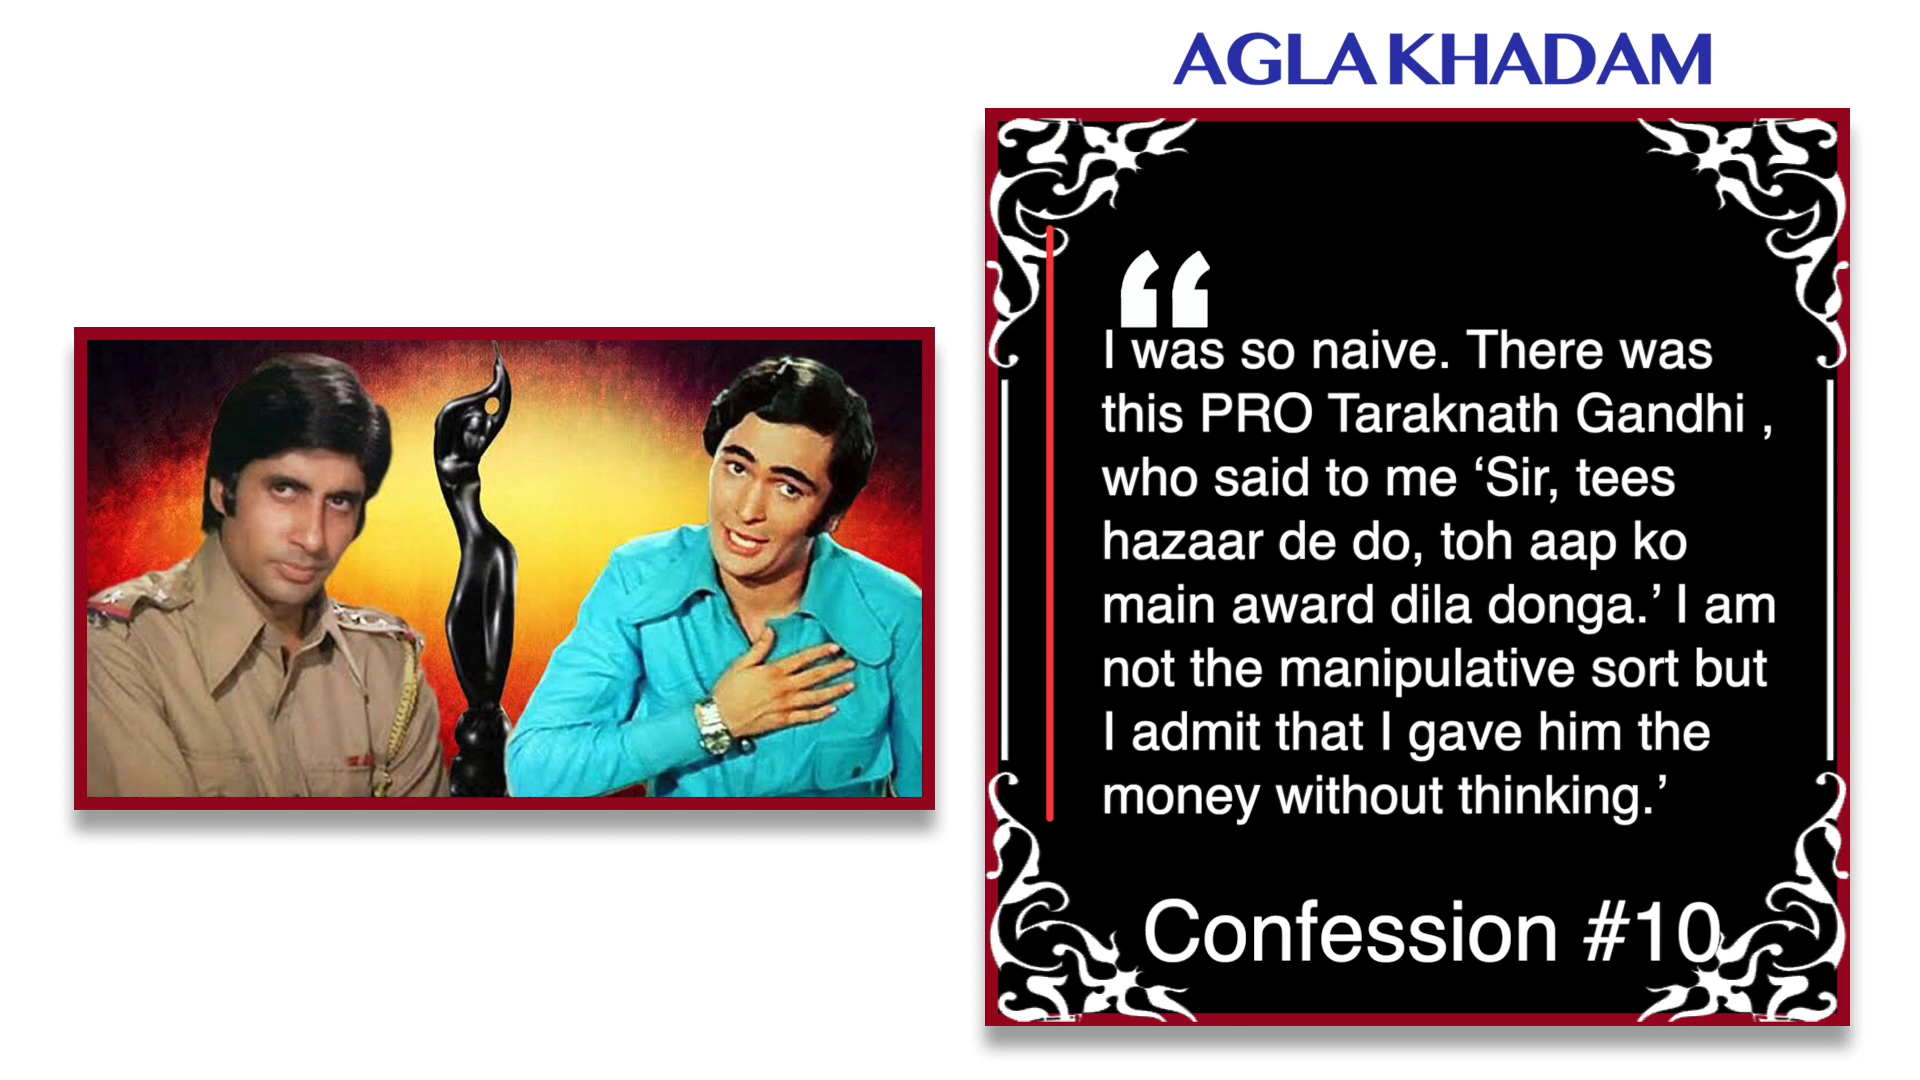 AGLA KHADAM
“
I was so naive. There was
this PRO Taraknath Gandhi ,
who said to me ‘Sir, tees
hazaar de do, toh aap ko
main award dila donga.’ I am
not the manipulative sort but
I admit that I gave him the
money without thinking.’
Confession #10